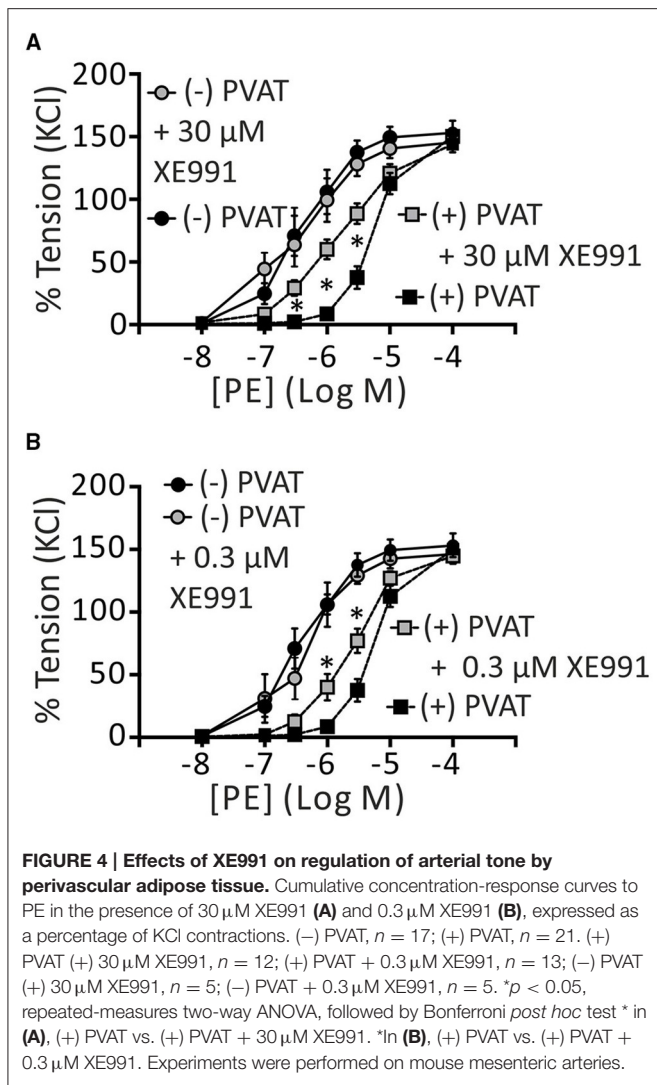 A
200
150
100
50
0
% Tension (KCl)
(-) PVAT
+ 30 µM
XE991
(-) PVAT
(+) PVAT
+ 30 µM XE991
(+) PVAT
*
*
*
-8 -7 -6 -5 -4
[PE] (Log M)
B
200
150
100
50
0
% Tension (KCl)
(-) PVAT
(-) PVAT
+ 0.3 µM
XE991
(+) PVAT
+ 0.3 µM XE991
(+) PVAT
*
*
-8 -7 -6 -5 -4
[PE] (Log M)
FIGURE 4 | Effects of XE991 on regulation of arterial tone by
perivascular adipose tissue. Cumulative concentration-response curves to
PE in the presence of 30 µM XE991 (A) and 0.3 µM XE991 (B), expressed as
a percentage of KCl contractions. (−) PVAT, n = 17; (+) PVAT, n = 21. (+)
PVAT (+) 30 µM XE991, n = 12; (+) PVAT + 0.3 µM XE991, n = 13; (−) PVAT
(+) 30 µM XE991, n = 5; (−) PVAT + 0.3 µM XE991, n = 5. *p < 0.05,
repeated-measures two-way ANOVA, followed by Bonferroni post hoc test * in
(A), (+) PVAT vs. (+) PVAT + 30 µM XE991. *In (B), (+) PVAT vs. (+) PVAT +
0.3 µM XE991. Experiments were performed on mouse mesenteric arteries.